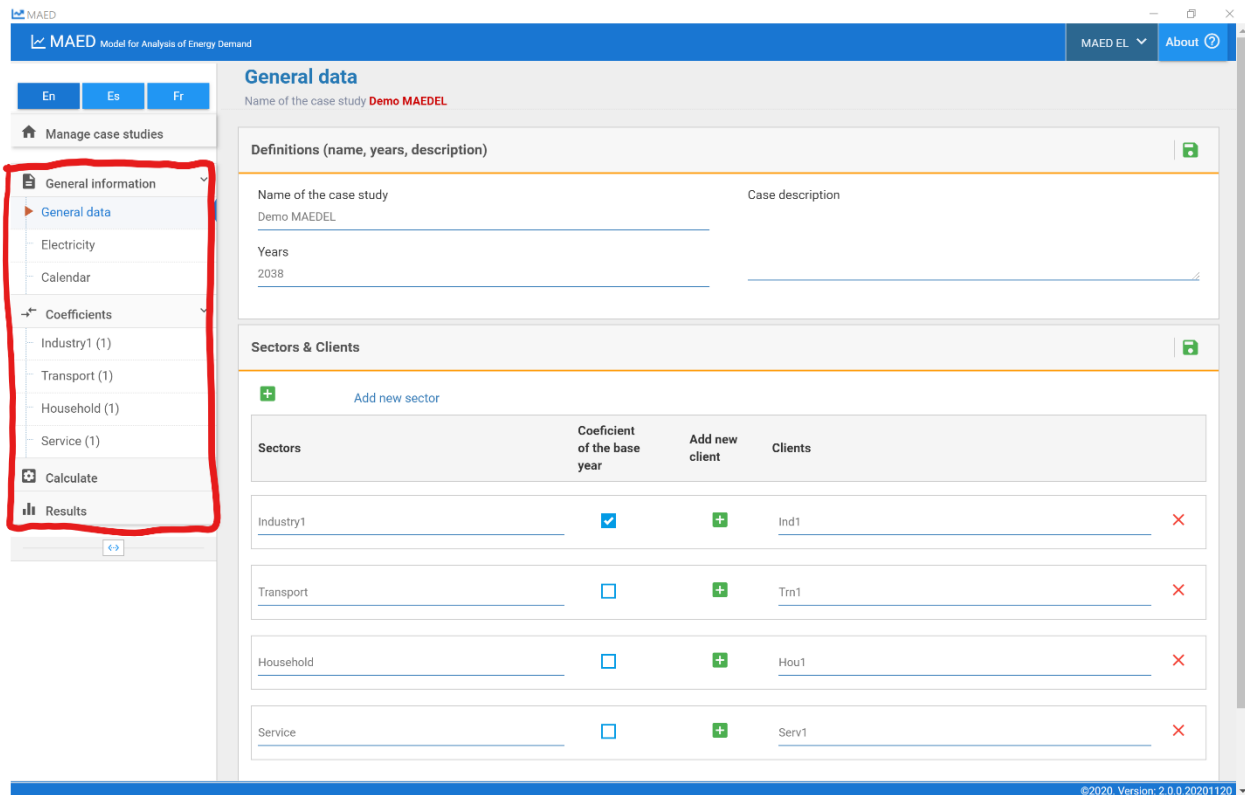 MAED
MAED Model for Analysis of Energy Demand
MAED EL
About
En
Es
Fr
Manage case studies
General information
General data
Electricity
Calendar
Coefficients
Industry1 (1)
Transport (1)
Household (1)
Service (1)
Calculate
Results
General data
Name of the case study Demo MAEDEL
Definitions (name, years, description)
Name of the case study
Demo MAEDEL
Case description
Years
2038
Sectors & Clients
Add new sector
Sectors
Coeficient
of the base
year
Add new
client
Clients
Industry1
Ind1
Transport
Trn1
Household
Hou1
Service
Serv1
©2020. Version: 2.0.0.20201120